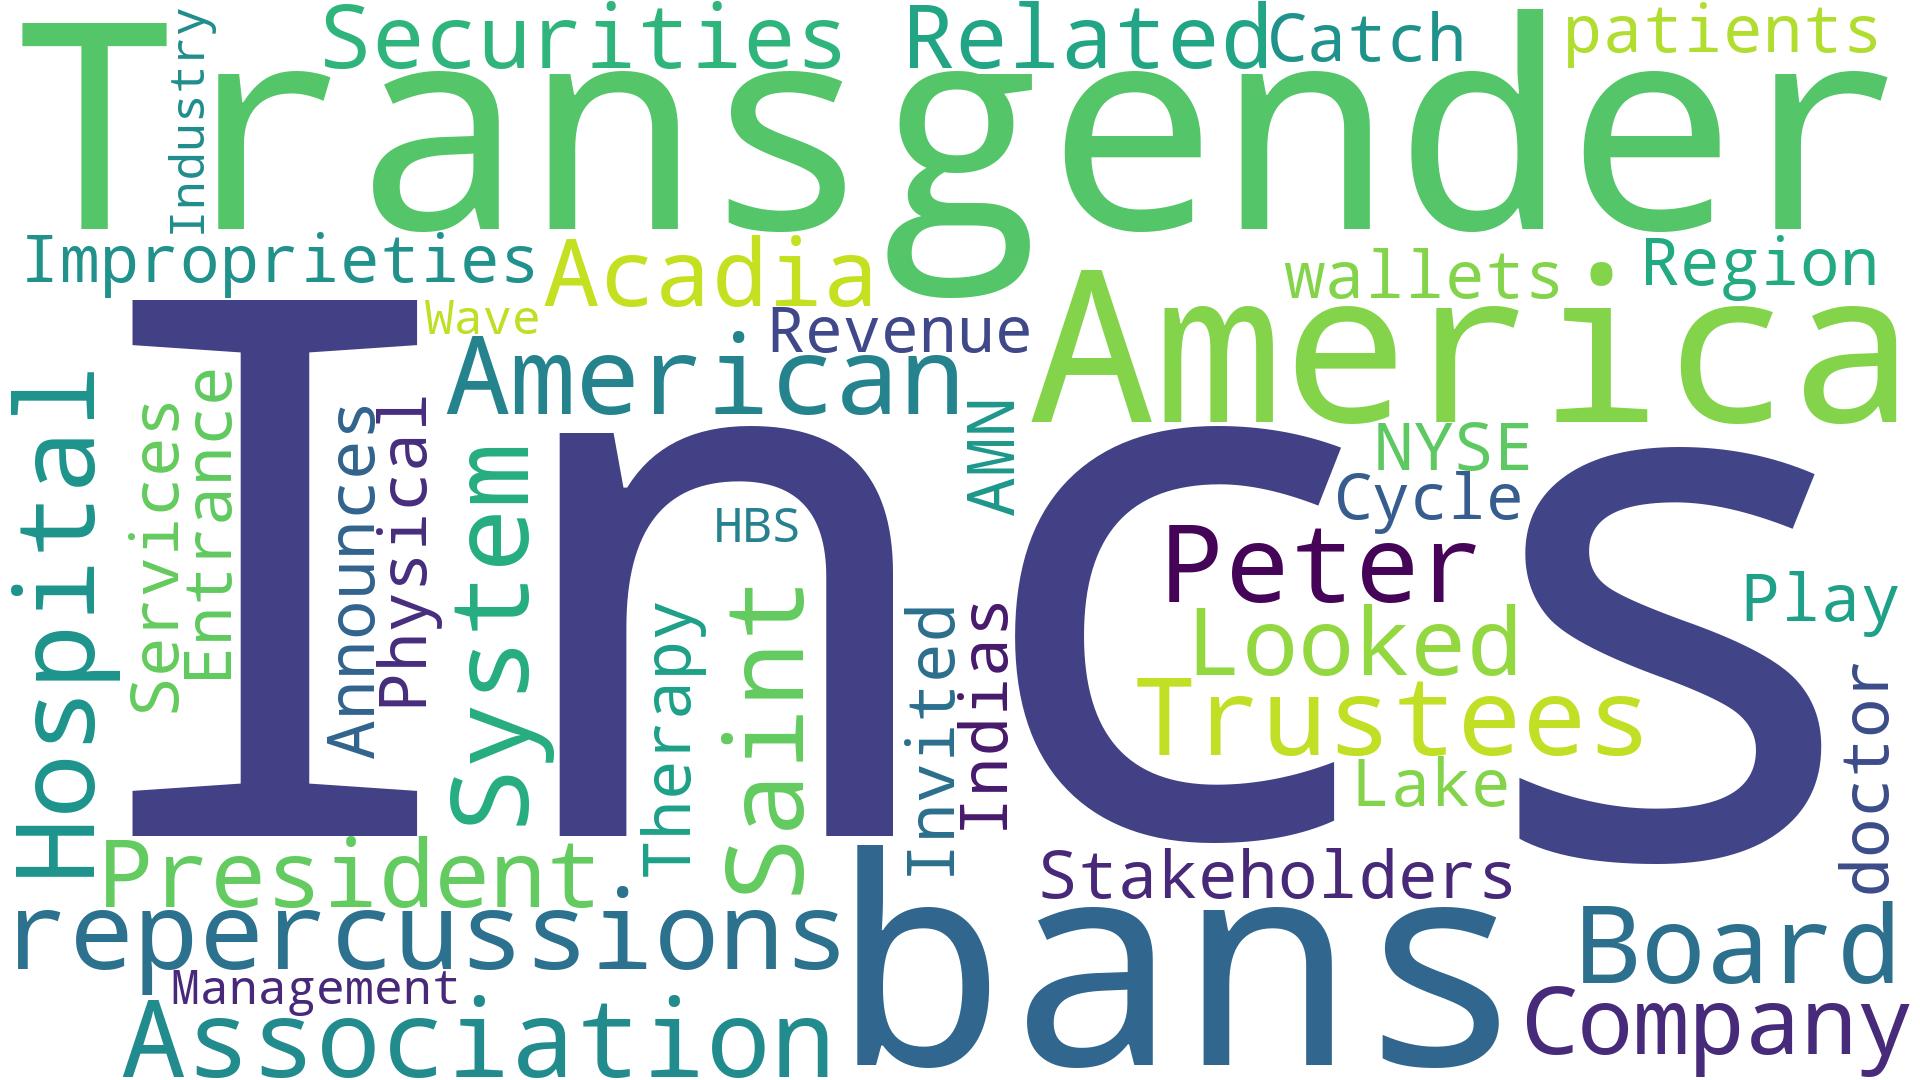 Securities
Related
Catch
patients
Transgender
Industry
Improprieties
Acadia
wallets
Region
Wave
Revenue
America
American
Hospital
Services
Entrance
Announces
Physical
System
AMN
NYSE
Cycle
Incs
HBS
Peter
Play
Looked
Therapy
Saint
Invited
Indias
Trustees
Lake
doctor
President
Stakeholders
repercussions
bans
Board
Management
Company
Association